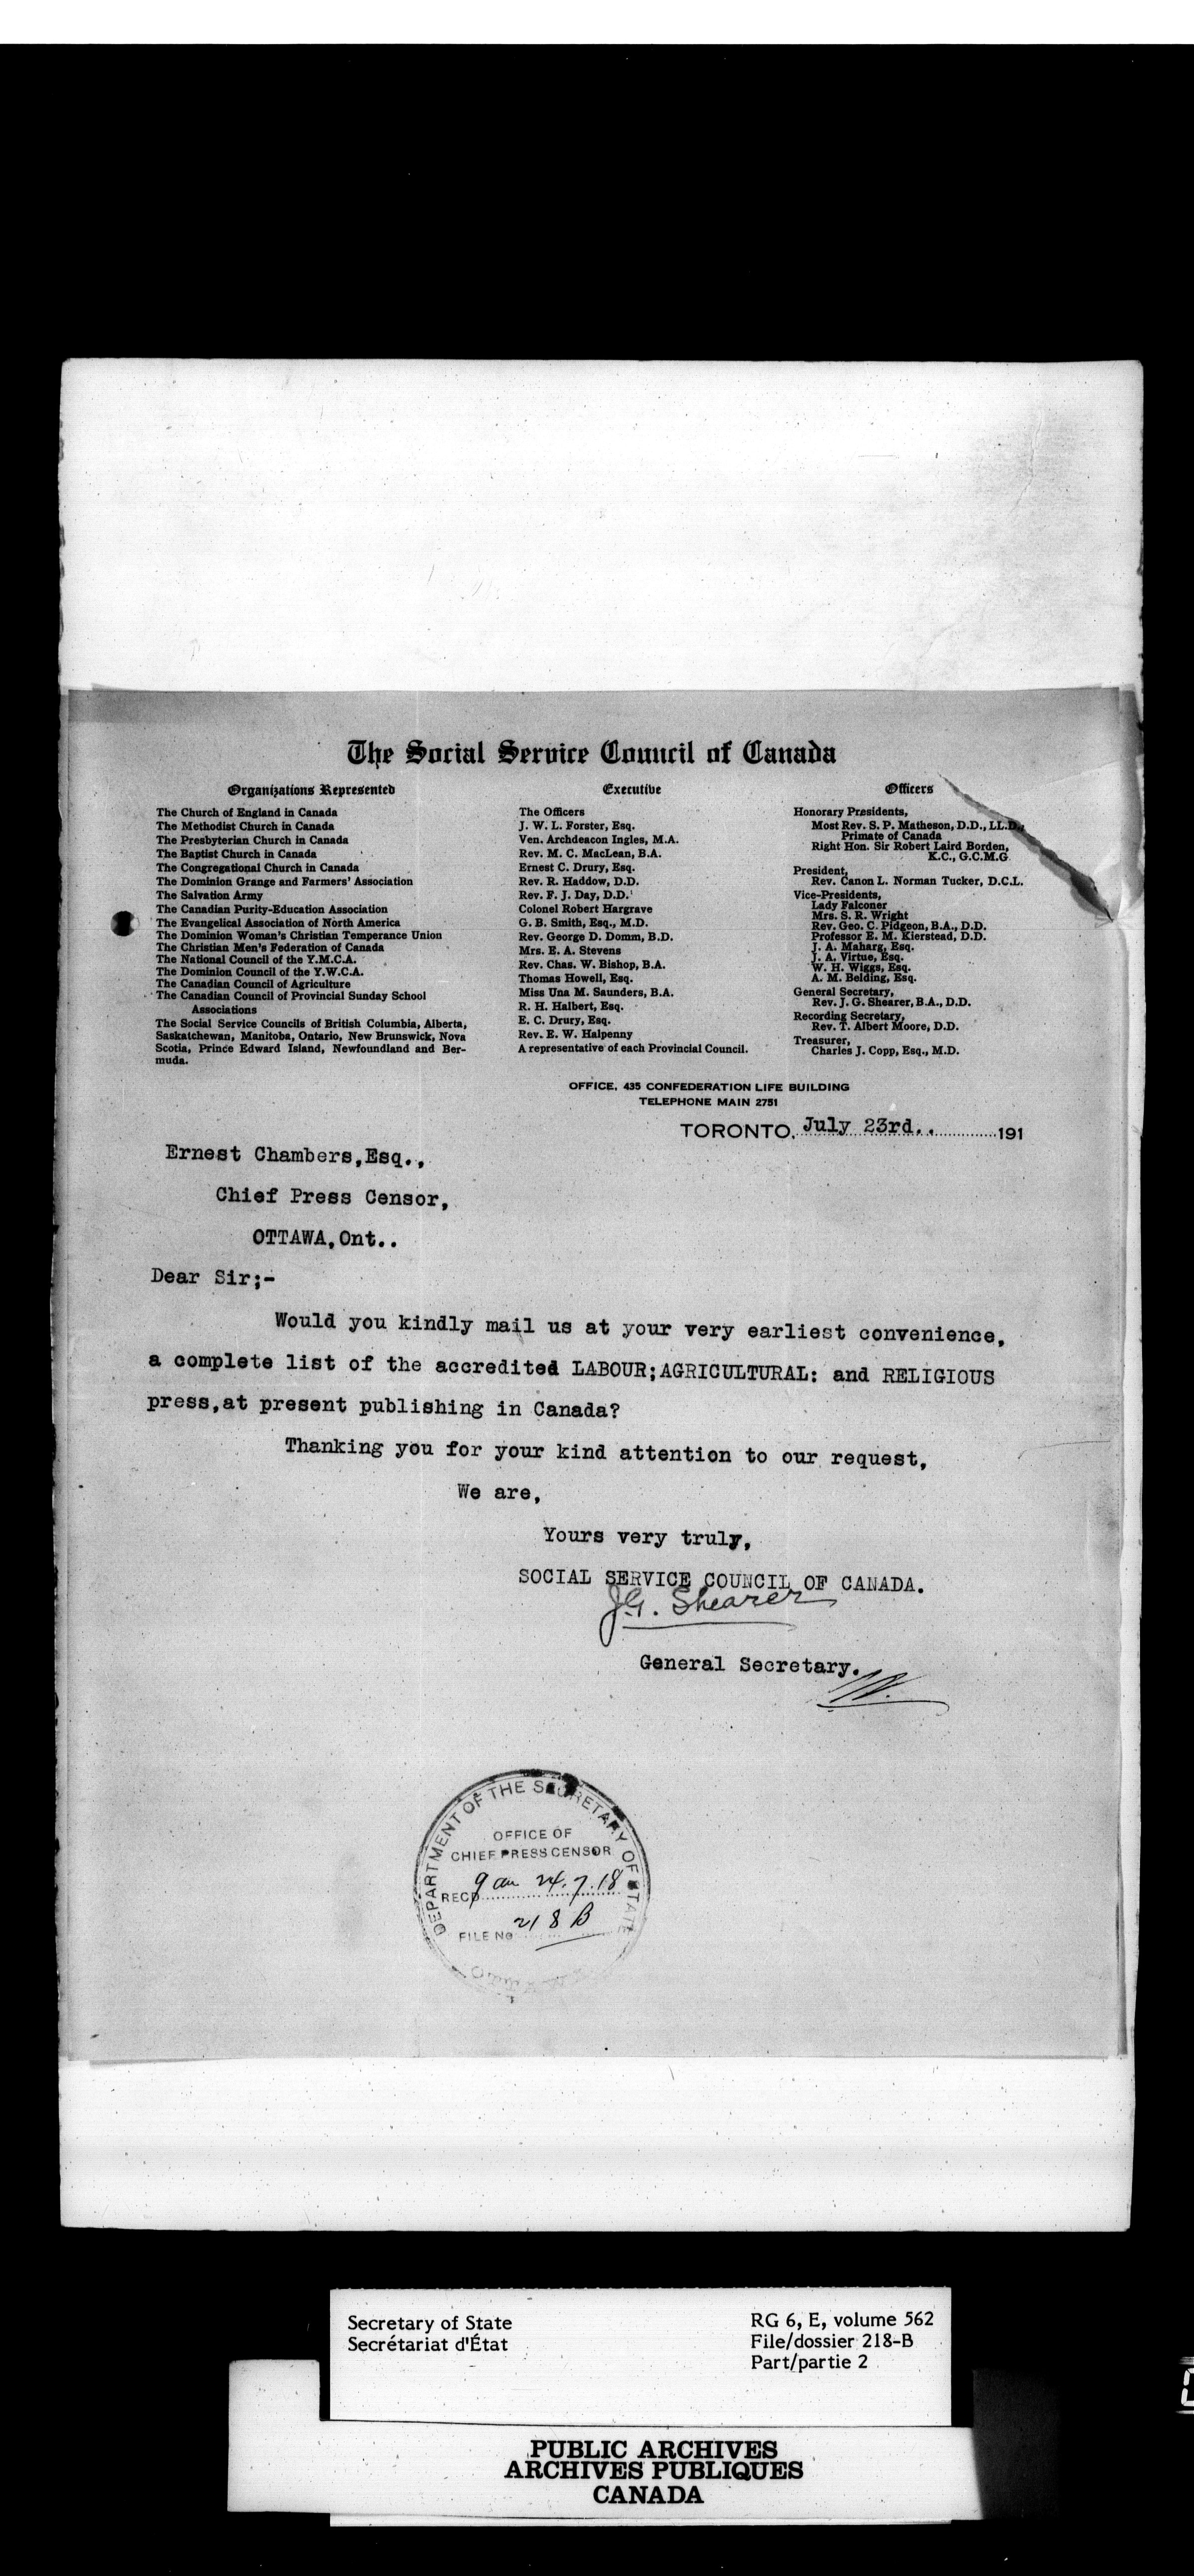 The Social Service Council of Canada
Organizations Represented
The Church of England in Canada
The Methodist Church in Canada
The Presbyterian Church in Canada
The Baptist Church in Canada
The Congregational Church in Canada
The Dominion Grange and Farmers' Association
The Salvation Army
The Canadian Purity-Education Association
The Evangelical Association of North America
The Dominion Woman's Christian Temperance Union
The Christian Men's Federation of Canada
The National Council of the Y.M.C.A.
The Dominion Council of the Y.W.C.A.
The Canadian Council of Agriculture
The Canadian Council of Provincial Sunday School
Associations
The Social Service Councils of British Columbia, Alberta,
Saskatchewan, Manitoba, Ontario, New Brunswick, Nova
Scotia, Prince Edward Island, Newfoundland and Ber-
muda.
Executive
The Officers
J. W. L. Forster, Esq.
Ven. Archdeacon Ingles, M.A.
Rev. M. C. MacLean, B.A.
Ernest C. Drury, Esq.
Rev. R. Haddow, D.D.
Rev. F. J. Day, D.D.
Colonel Robert Hargrave
G. B. Smith, Esq., M.D.
Rev. George D. Domm, B.D.
Mrs. E. A. Stevens
Rev. Chas. W. Bishop, B.A.
Thomas Howell, Esq.
Miss Una M. Saunders, B.A.
R. H. Halbert, Esq.
E. C. Drury, Esq.
Rev. E. W. Halpenny
A representative of each Provincial Council.
Officers
Honorary Presidents,
Most Rev. S. P. Matheson, D.D., LL.D.,
Primate of Canada
Right Hon. Sir Robert Laird Borden,
K.C., G.C.M.G
President,
Rev. Canon L. Norman Tucker, D.C.L.
Vice-Presidents,
Lady Falconer
Mrs. S. R. Wright
Rev. Geo. C. Pidgeon, B.A., D.D.
Professor E. M. Kierstead, D.D.
J. A. Maharg, Esq.
J. A. Virtue, Esq.
W. H. Wiggs, Esq.
A. M. Belding, Esq.
General Secretary,
Rev. J. G. Shearer, B.A., D.D.
Recording Secretary,
Rev. T. Albert Moore, D.D.
Treasurer,
Charles J. Copp, Esq., M.D.
OFFICE, 435 CONFEDERATION LIFE BUILDING
TELEPHONE MAIN 2751
TORONTO, July 23rd.. 191
Ernest Chambers,Esq.,
Chief Press Censor,
OTTAWA,Ont..
Dear Sir;-
Would you kindly mail us at your very earliest convenience,
a complete list of the accredited LABOUR;AGRICULTURAL: and RELIGIOUS
press,at present publishing in Canada?
Thanking you for your kind attention to our request,
We are,
Yours very truly,
SOCIAL SERVICE COUNCIL OF CANADA.
J.G. Shearer
General Secretary.
DEPARTMENT OF THE SECRETARY OF STATE
OFFICE OF
CHIEF PRESS CENSOR
RECD 9 am 24.7.18
FILE NO 218 B
OTTAWA
Secretary of State
Secrétariat d'État
RG 6, E, volume 562
File/dossier 218-B
Part/partie 2
PUBLIC ARCHIVES
ARCHIVES PUBLIQUES
CANADA